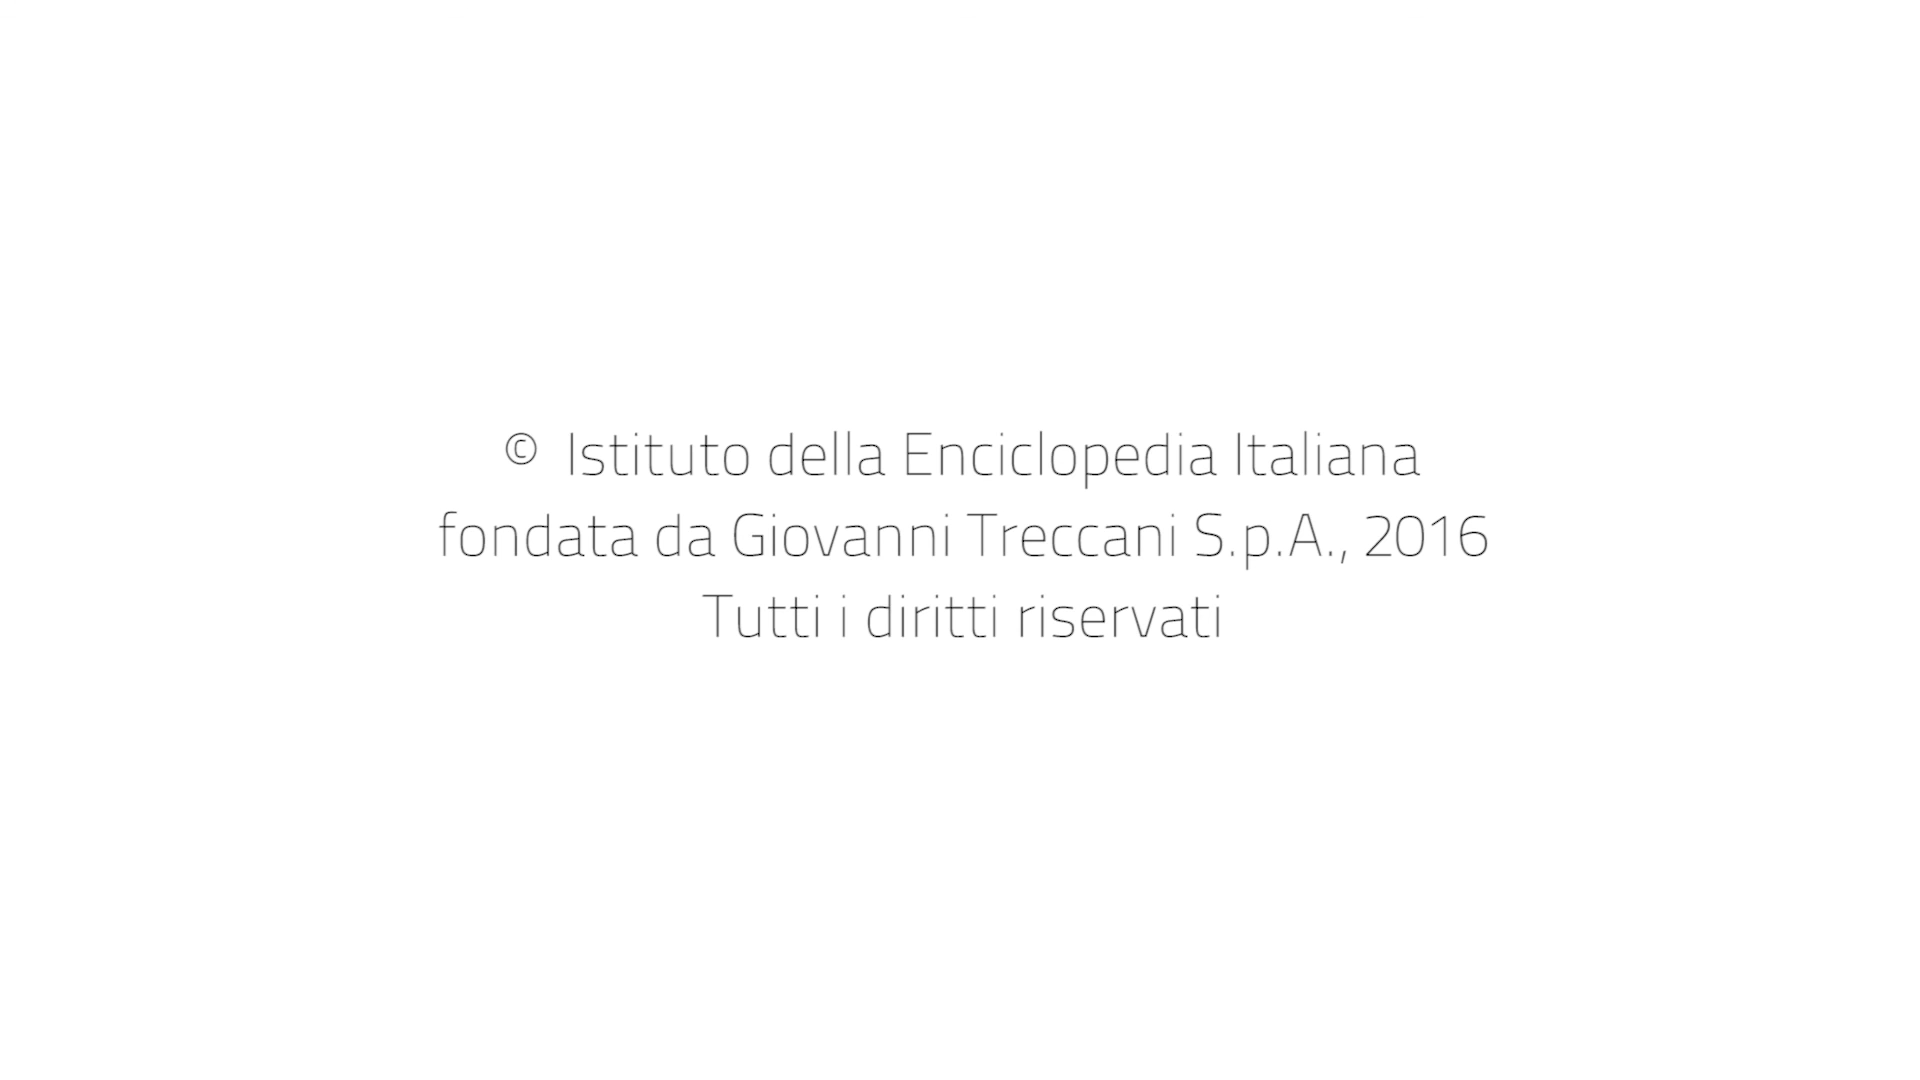 © Istituto della Enciclopedia Italiana
fondata da Giovanni Treccani S.p.A., 2016
Tutti i diritti riservati